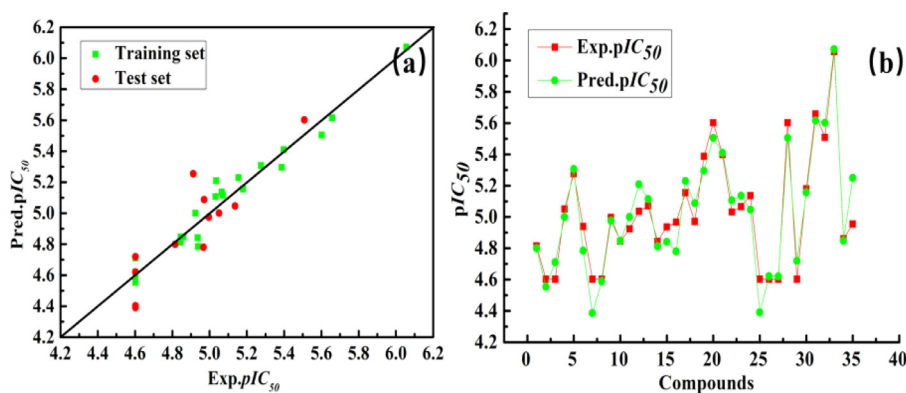 6.2
6.0
5.8
5.6
5.4
5.2
5.0
4.8
4.6
4.4
4.2
Pred.pIC50
Training set
Test set
(a)
4.2 4.4 4.6 4.8 5.0 5.2 5.4 5.6 5.8 6.0 6.2
Exp.pIC50
6.2
6.0
5.8
5.6
5.4
5.2
5.0
4.8
4.6
4.4
4.2
pIC50
Exp.pIC50
Pred.pIC50
(b)
0 5 10 15 20 25 30 35 40
Compounds